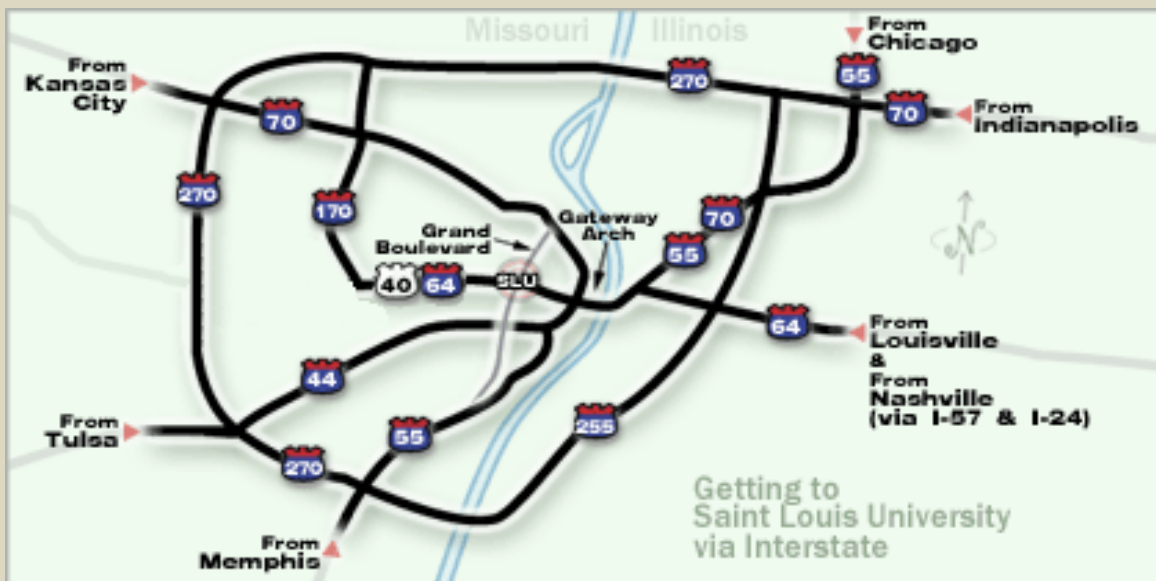 Missouri Illinois
From
Chicago
55
From
Kansas
City
270
70
From
Indianapolis
70
270
170
Grand
Boulevard
Gateway
Arch
70
55
N
40
64
SLU
64
From
Louisville
&
From
Nashville
(via I-57 & I-24)
44
From
Tulsa
55
255
270
Getting to
Saint Louis University
via Interstate
From
Memphis